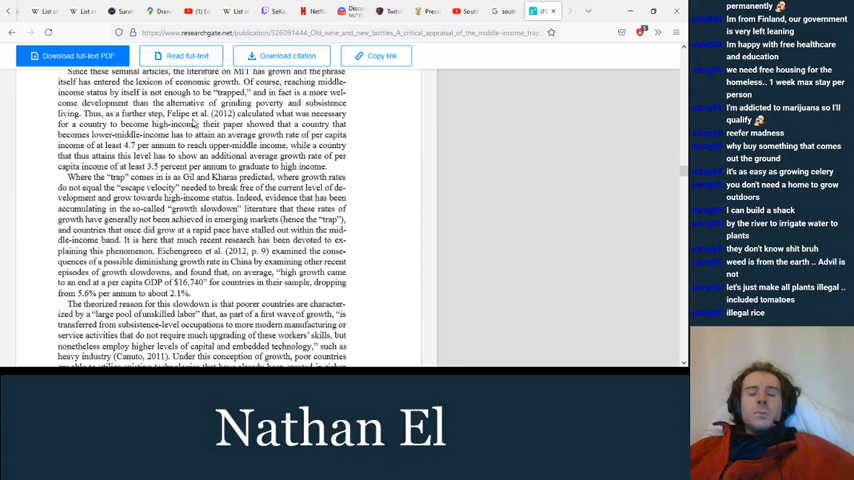 List of
W List of
Surah
Dram
(1) E
W List o
SeKo
Netfl
Disco
Twitc
Presi
South
G south
(PD
https://www.researchgate.net/publication/326091444_Old_wine_and_new_bottles_A_critical_appraisal_of_the_middle-income_trap
Download full-text PDF
Read full-text
Download citation
Copy link
Since these seminal articles, the literature on MIT has grown and the phrase
itself has entered the lexicon of economic growth. Of course, reaching middle-
income status by itself is not enough to be “trapped,” and in fact is a more wel-
come development than the alternative of grinding poverty and subsistence
living. Thus, as a further step, Felipe et al. (2012) calculated what was necessary
for a country to become high-income; their paper showed that a country that
becomes lower-middle-income has to attain an average growth rate of per capita
income of at least 4.7 per annum to reach upper-middle income, while a country
that thus attains this level has to show an additional average growth rate of per
capita income of at least 3.5 percent per annum to graduate to high income.
Where the “trap” comes in is as Gil and Kharas predicted, where growth rates
do not equal the “escape velocity” needed to break free of the current level of de-
velopment and grow towards high-income status. Indeed, evidence that has been
accumulating in the so-called “growth slowdown” literature that these rates of
growth have generally not been achieved in emerging markets (hence the “trap”),
and countries that once did grow at a rapid pace have stalled out within the mid-
dle-income band. It is here that much recent research has been devoted to ex-
plaining this phenomenon. Eichengreen et al. (2012, p. 9) examined the conse-
quences of a possible diminishing growth rate in China by examining other recent
episodes of growth slowdowns, and found that, on average, “high growth came
to an end at a per capita GDP of $16,740” for countries in their sample, dropping
from 5.6% per annum to about 2.1%.
The theorized reason for this slowdown is that poorer countries are character-
ized by a “large pool of unskilled labor” that, as part of a first wave of growth, “is
transferred from subsistence-level occupations to more modern manufacturing or
service activities that do not require much upgrading of these workers’ skills, but
nonetheless employ higher levels of capital and embedded technology,” such as
heavy industry (Canuto, 2011). Under this conception of growth, poor countries
permanently
Im from Finland, our government
is very left leaning
Im happy with free healthcare
and education
we need free housing for the
homeless.. 1 week max stay per
person
I'm addicted to marijuana so I'll
qualify
reefer madness
why buy something that comes
out the ground
it's as easy as growing celery
you don't need a home to grow
outdoors
I can build a shack
by the river to irrigate water to
plants
they don't know shit bruh
weed is from the earth .. Advil is
not
let's just make all plants illegal ..
included tomatoes
illegal rice
Nathan El